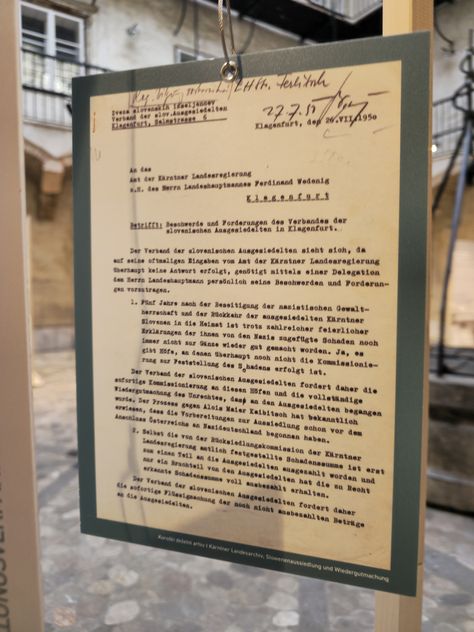 27.7.50
Zveza slovenskih izseljencev
Verband der slov.Ausgesiedelten
Klagenfurt, Salmstrasse 6
Klagenfurt, den 26.VII.1950
An das
Amt der Kärntner Landesregierung
z.H. des Herrn Landeshauptmannes Ferdinand Wedenig
Klagenfurt
Betrifft: Beschwerde und Forderungen des Verbandes der
slovenischen Ausgesiedelten in Klagenfurt.
Der Verband der slovenischen Ausgesiedelten sieht sich, da
auf seine oftmaligen Eingaben vom Amt der Kärntner Landesregierung
überhaupt keine Antwort erfolgt, genötigt mittels einer Delegation
dem Herrn Landeshauptmann persönlich seine Beschwerden und Forderun-
gen vorzutragen.
1. Fünf Jahre nach der Beseitigung der nazistischen Gewalt-
herrschaft und der Rückkehr der ausgesiedelten Kärntner
Slovenen in die Heimat ist trotz zahlreicher feierlicher
Erklärungen der ihnen von den Nazis zugefügte Schaden noch
immer nicht zur Gänze wieder gut gemacht worden. Ja, es
gibt Höfe, an denen überhaupt noch nicht die Kommissionie-
rung zur Feststellung des Schadens erfolgt ist.
Der Verband der slovenischen Ausgesiedelten fordert daher die
sofortige Kommissionierung an diesen Höfen und die vollständige
Wiedergutmachung des Unrechtes, das an den Ausgesiedelten begangen
wurde. Der Prozess gegen Alois Maier Kaibitsch hat bekanntlich
erwiesen, dass die Vorbereitungen zur Aussiedlung schon vor dem
Anschluss Österreichs an Nazideutschland begonnen haben.
2. Selbst die von der Rücksiedlungskommission der Kärntner
Landesregierung amtlich festgestellte Schadenssumme ist erst
zum einen Teil an die Ausgesiedelten ausgezahlt worden und
nur ein Bruchteil von den Ausgesiedelten hat die zu Recht
erkannte Schadenssumme voll ausbezahlt erhalten.
Der Verband der slovenischen Ausgesiedelten fordert daher
die sofortige Flüssigmachung der noch nicht ausbezahlten Beträge
an die Ausgesiedelten.
Koroški deželni arhiv | Kärntner Landesarchiv, Slowenenaussiedlung und Wiedergutmachung